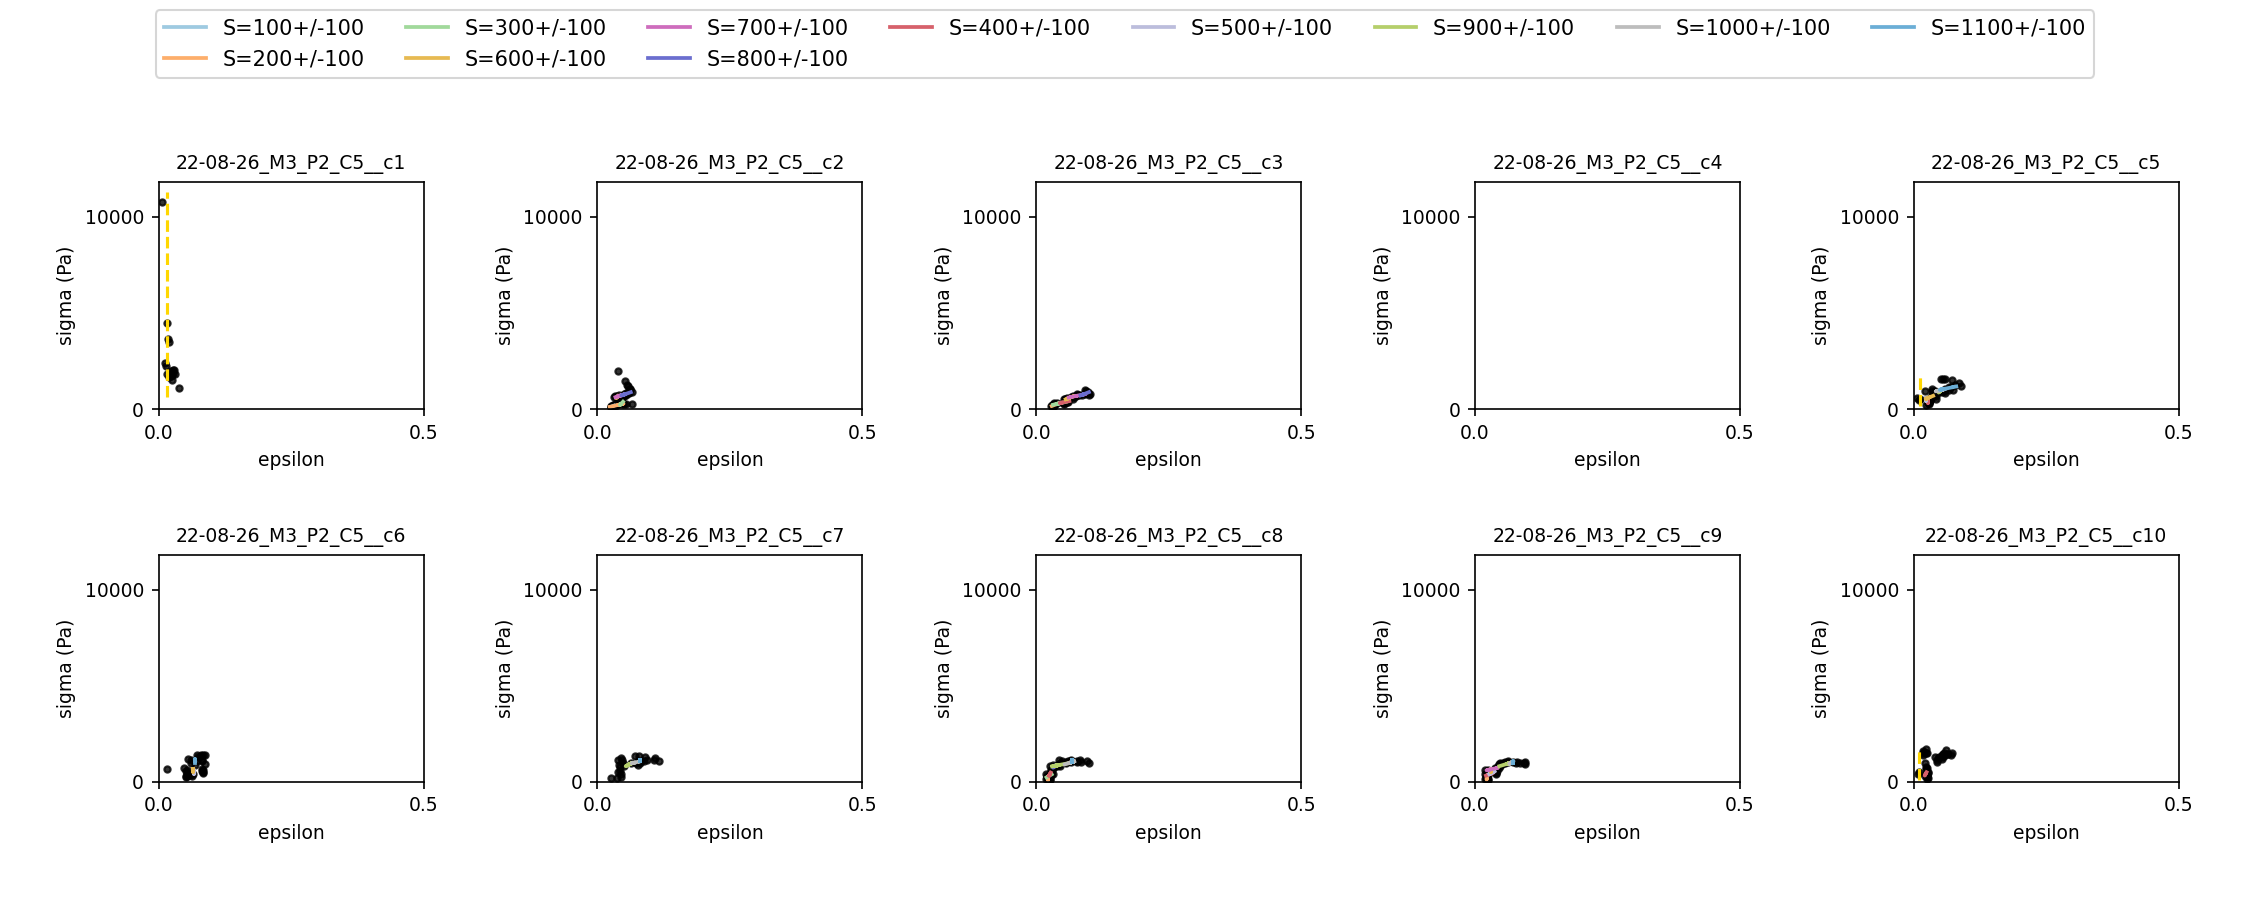 S=100+/-100 S=300+/-100 S=700+/-100 S=400+/-100 S=500+/-100 S=900+/-100 S=1000+/-100 S=1100+/-100
S=200+/-100 S=600+/-100 S=800+/-100
22-08-26_M3_P2_C5__c1 22-08-26_M3_P2_C5__c2 22-08-26_M3_P2_C5__c3 22-08-26_M3_P2_C5__c4 22-08-26_M3_P2_C5__c5
10000 10000 10000 10000 10000
sigma (Pa) sigma (Pa) sigma (Pa) sigma (Pa) sigma (Pa)
0 0 0 0 0
0.0 0.5 0.0 0.5 0.0 0.5 0.0 0.5 0.0 0.5
epsilon epsilon epsilon epsilon epsilon
22-08-26_M3_P2_C5__c6 22-08-26_M3_P2_C5__c7 22-08-26_M3_P2_C5__c8 22-08-26_M3_P2_C5__c9 22-08-26_M3_P2_C5__c10
10000 10000 10000 10000 10000
sigma (Pa) sigma (Pa) sigma (Pa) sigma (Pa) sigma (Pa)
0 0 0 0 0
0.0 0.5 0.0 0.5 0.0 0.5 0.0 0.5 0.0 0.5
epsilon epsilon epsilon epsilon epsilon